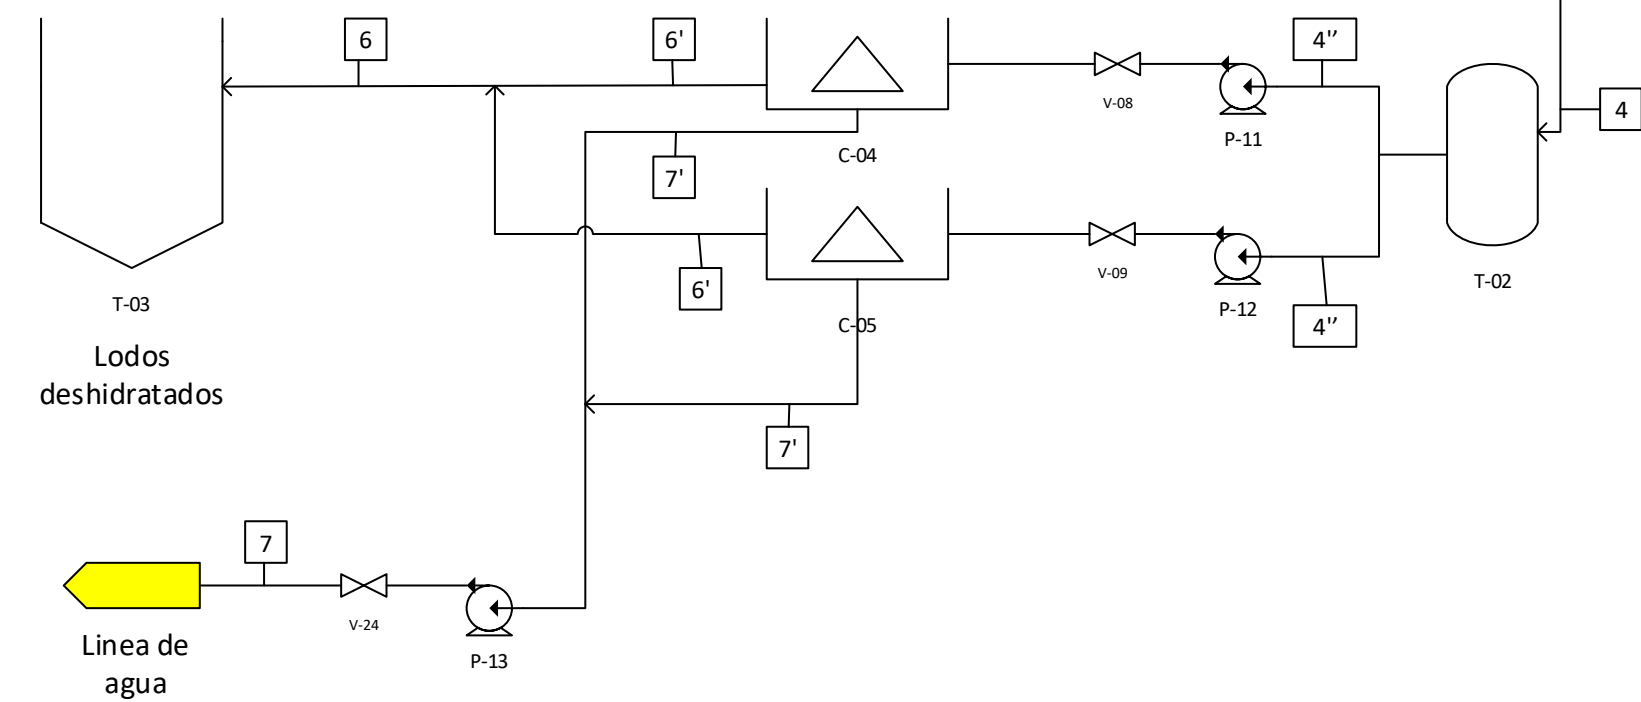 6
6'
4''
4
V-08
P-11
C-04
7'
6'
V-09
P-12
T-02
T-03
4''
C-05
Lodos
deshidratados
7'
7
V-24
Linea de
agua
P-13